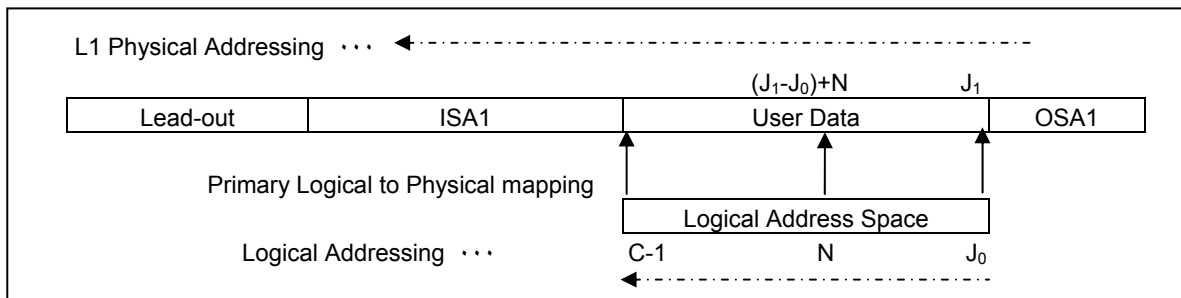 L1 Physical Addressing ···
(J₁-J₀)+N J₁
Lead-out ISA1 User Data OSA1
Primary Logical to Physical mapping
Logical Address Space
Logical Addressing ··· C-1 N J₀